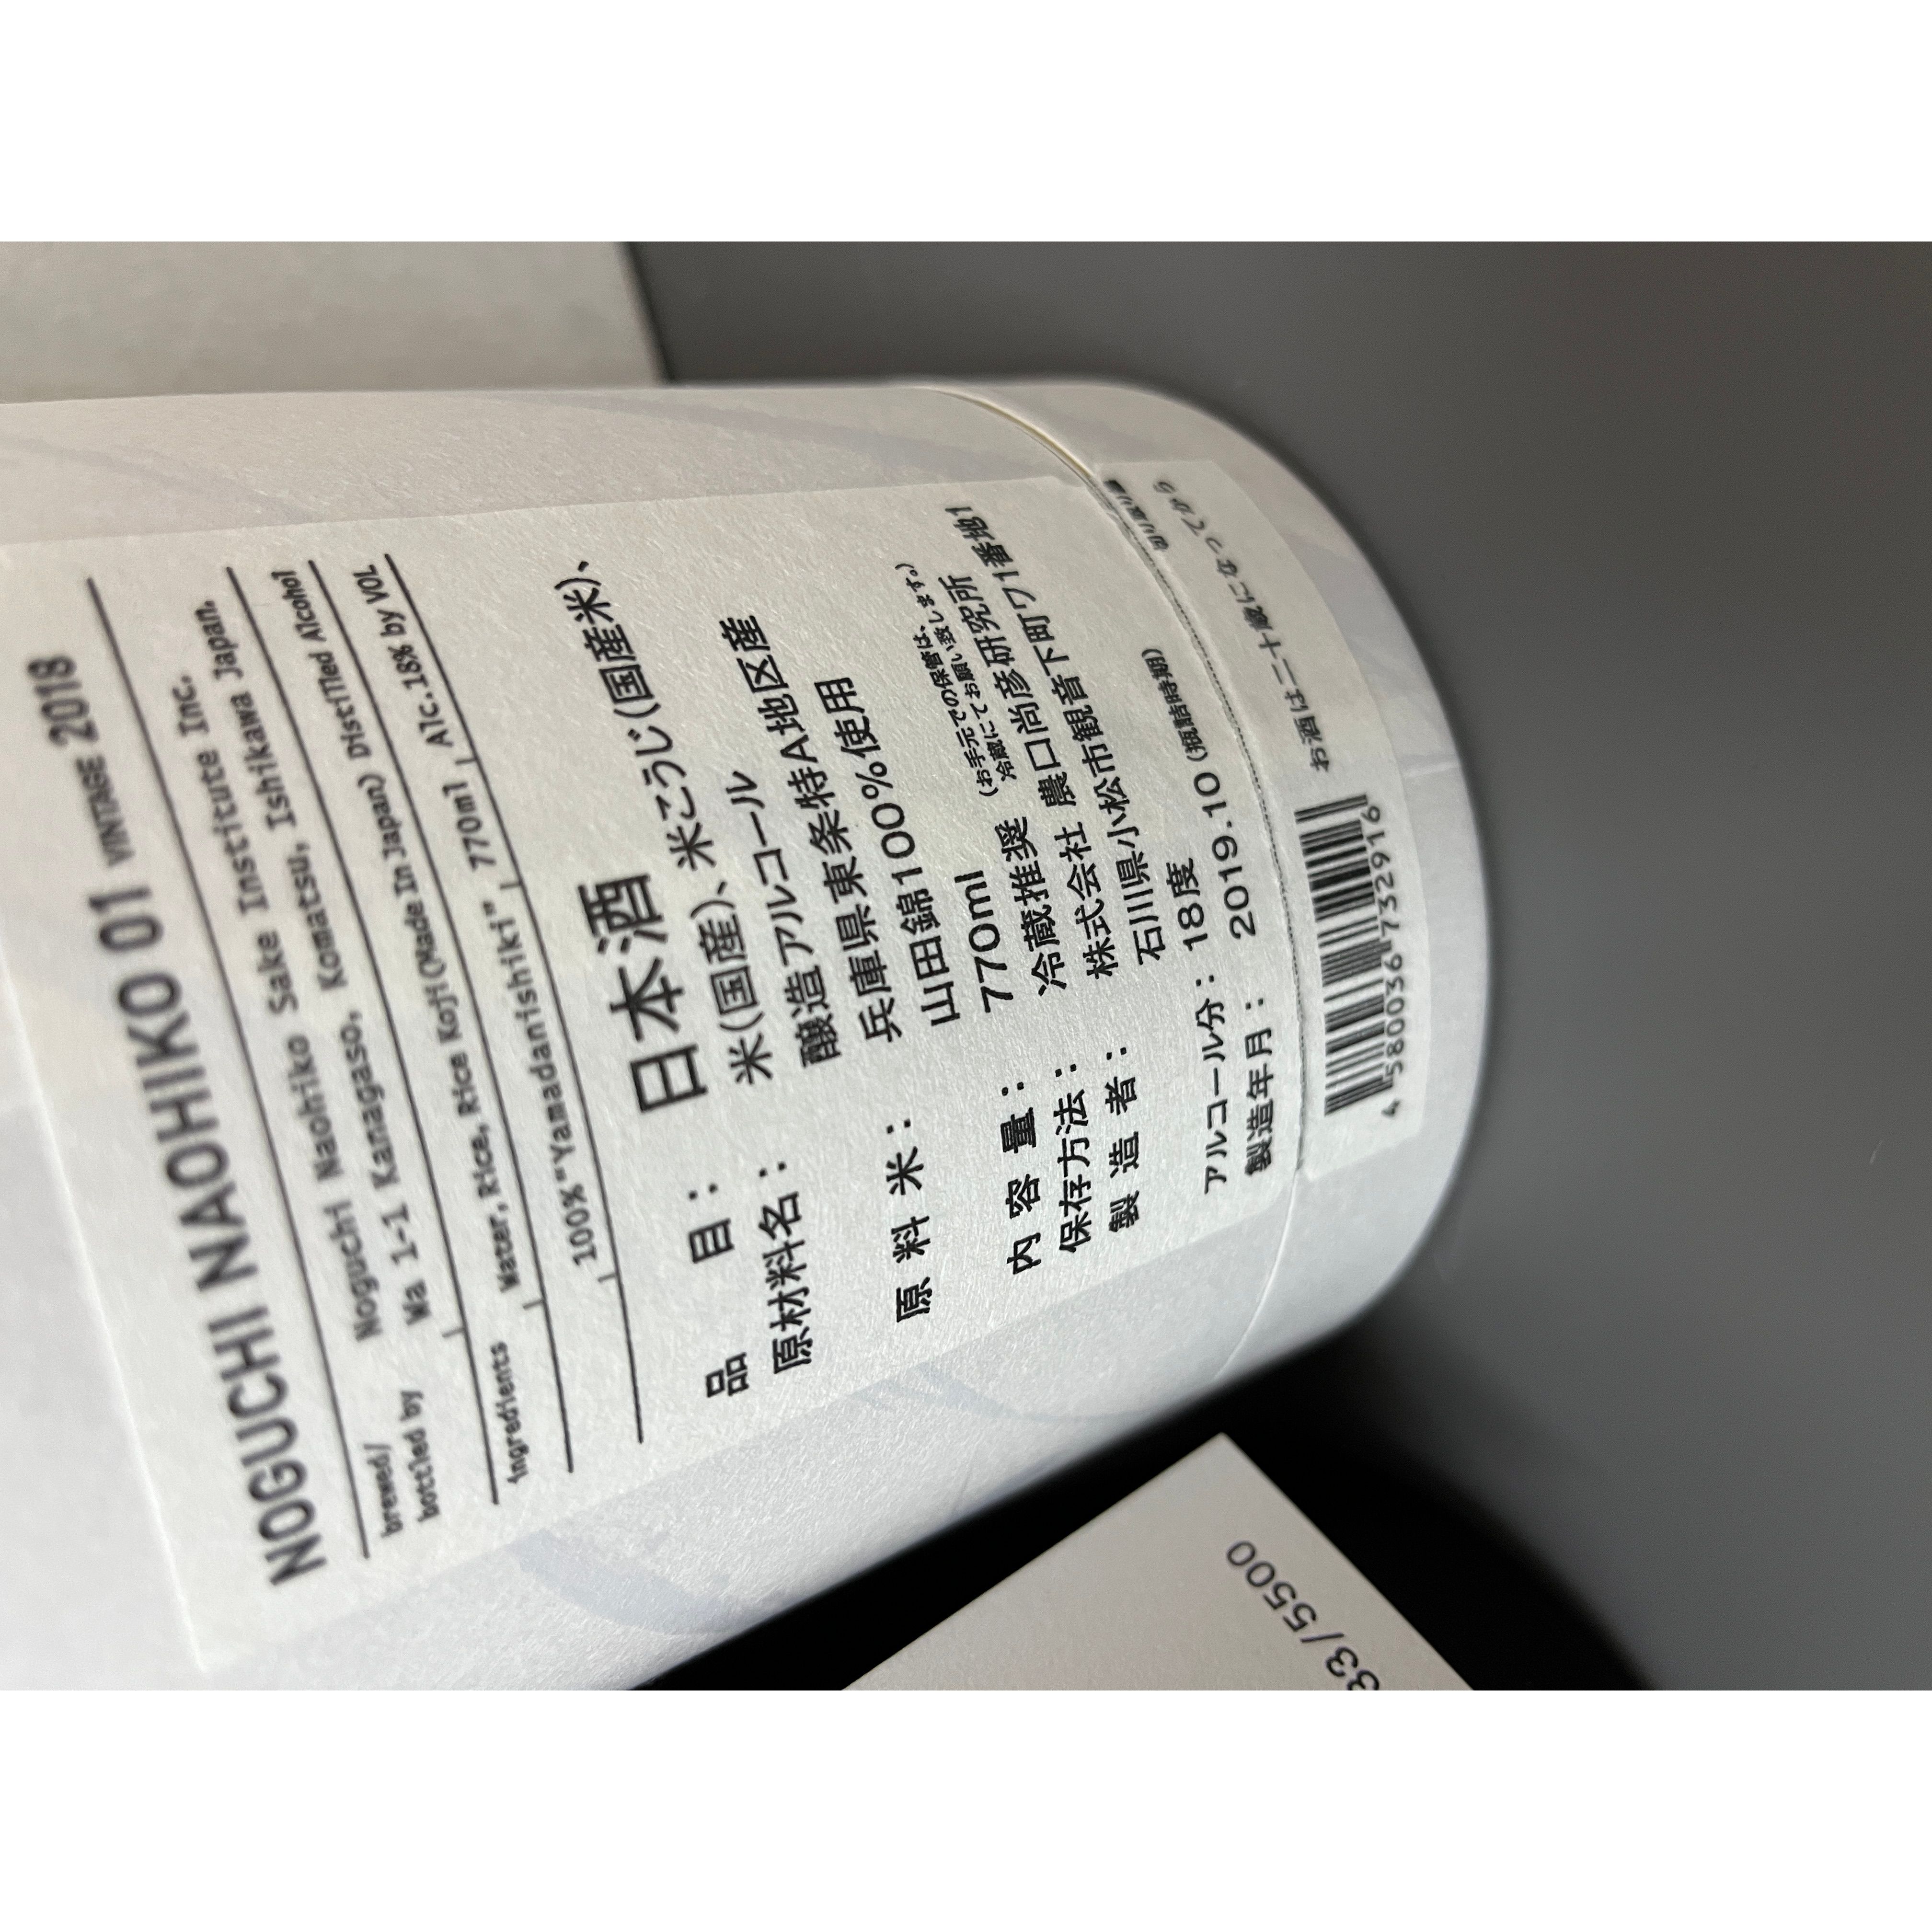 NOGUCHI NAOHIKO 01 VINTAGE 2018
brewed/ Noguchi Naohiko Sake Institute Inc.
bottled by Wa 1-1 Kanagaso, Komatsu, Ishikawa Japan.
ingredients Water, Rice, Rice Koji(Made In Japan) Distilled Alcohol
100%"Yamadanishiki" 770ml Alc.18% by VOL
品目: 日本酒
原材料名: 米(国産)、米こうじ(国産米)、
醸造アルコール
原料米: 兵庫県東条特A地区産
山田錦100%使用
内容量: 770ml
保存方法: 冷蔵推奨 (お手元での保管は、
冷蔵にてお願い致します。)
製造者: 株式会社 農口尚彦研究所
石川県小松市観音下町ワ1番地1
アルコール分: 18度
製造年月: 2019.10 (瓶詰時期)
切り取り線
お酒は二十歳になってから
4 580036 732916
33/5500